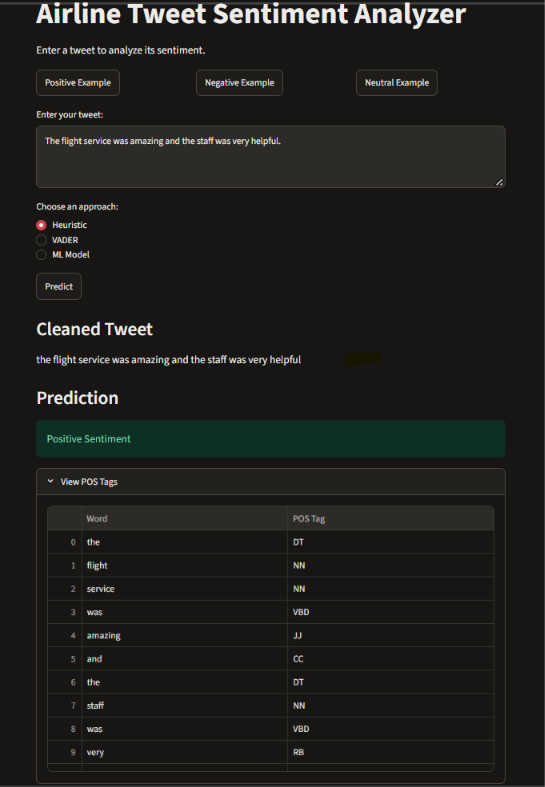 Airline Tweet Sentiment Analyzer
Enter a tweet to analyze its sentiment.
Positive Example Negative Example Neutral Example
Enter your tweet:
The flight service was amazing and the staff was very helpful.
Choose an approach:
Heuristic
VADER
ML Model
Predict
Cleaned Tweet
the flight service was amazing and the staff was very helpful
Prediction
Positive Sentiment
View POS Tags
Word POS Tag
0 the DT
1 flight NN
2 service NN
3 was VBD
4 amazing JJ
5 and CC
6 the DT
7 staff NN
8 was VBD
9 very RB